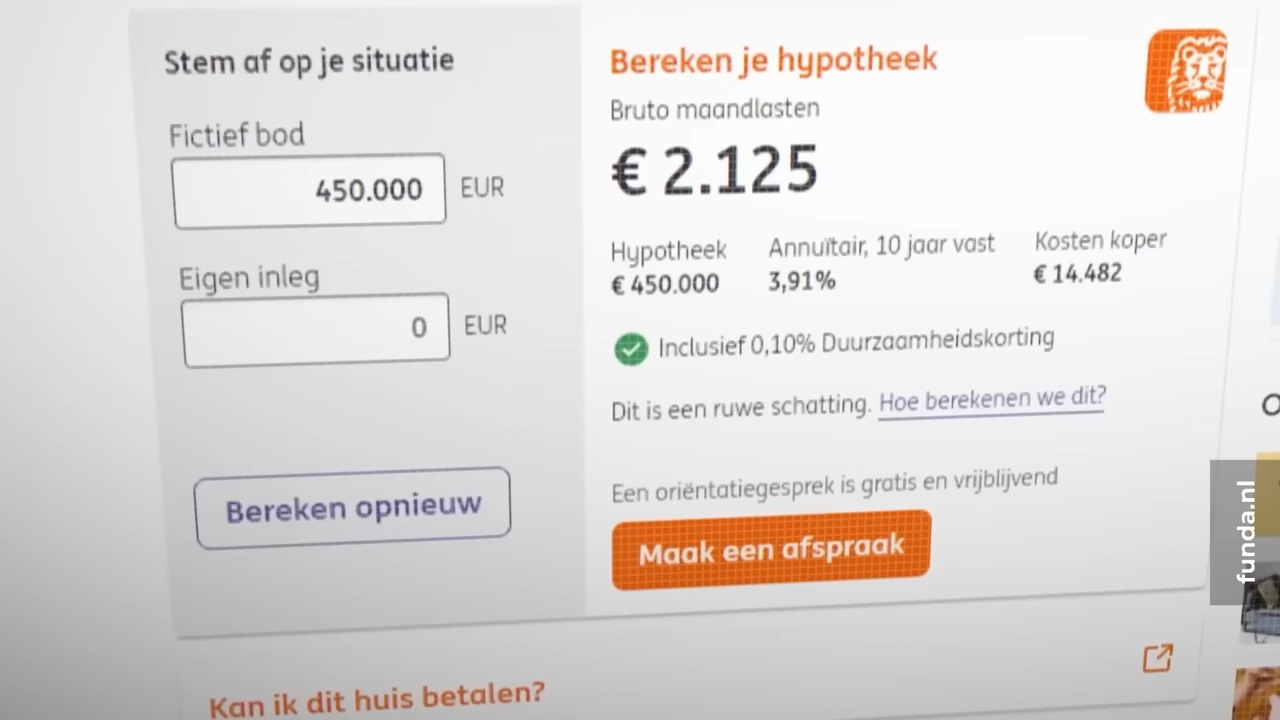 Stem af op je situatie
Fictief bod
450.000 EUR
Eigen inleg
0 EUR
Bereken opnieuw
Bereken je hypotheek
Bruto maandlasten
€ 2.125
Hypotheek
€ 450.000
Annuïtair, 10 jaar vast
3,91%
Kosten koper
€ 14.482
Inclusief 0,10% Duurzaamheidskorting
Dit is een ruwe schatting. Hoe berekenen we dit?
Een oriëntatiegesprek is gratis en vrijblijvend
Maak een afspraak
Kan ik dit huis betalen?
funda.nl